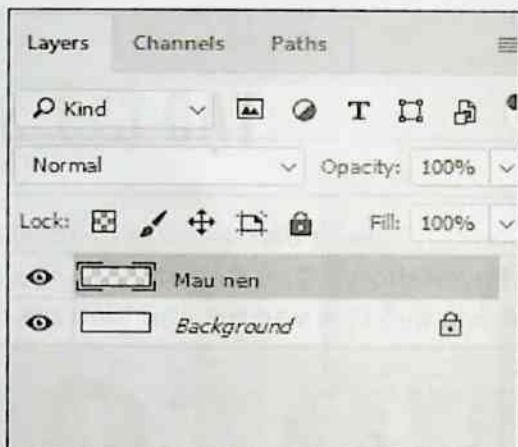 Layers Channels Paths
Kind
Normal Opacity: 100%
Lock: Fill: 100%
Mau nen
Background